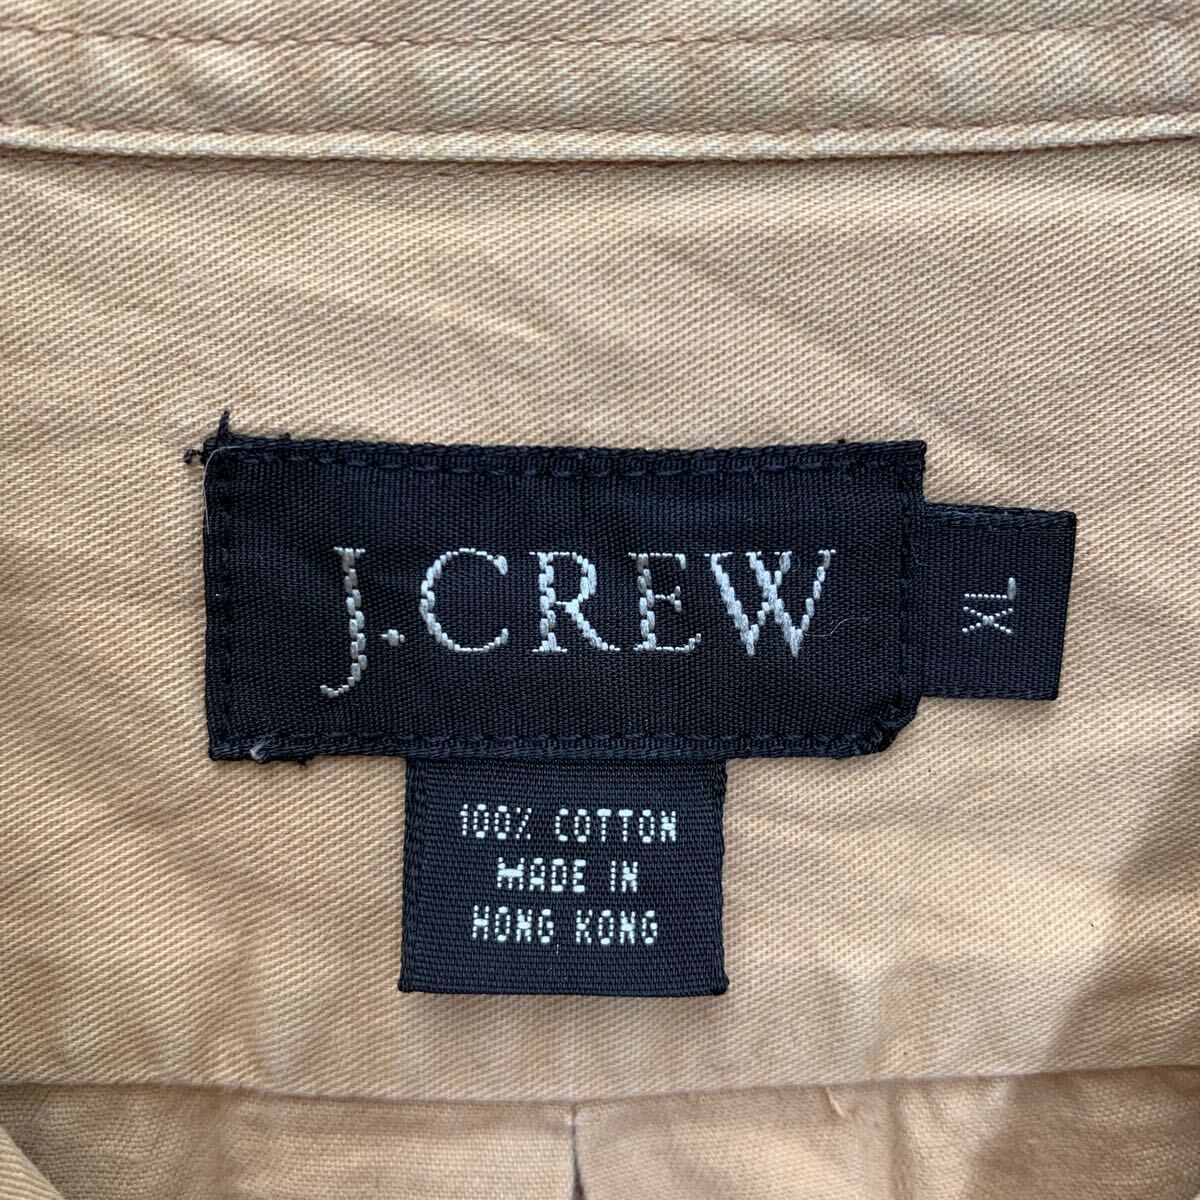 J.CREW
XL
100% COTTON
MADE IN
HONG KONG